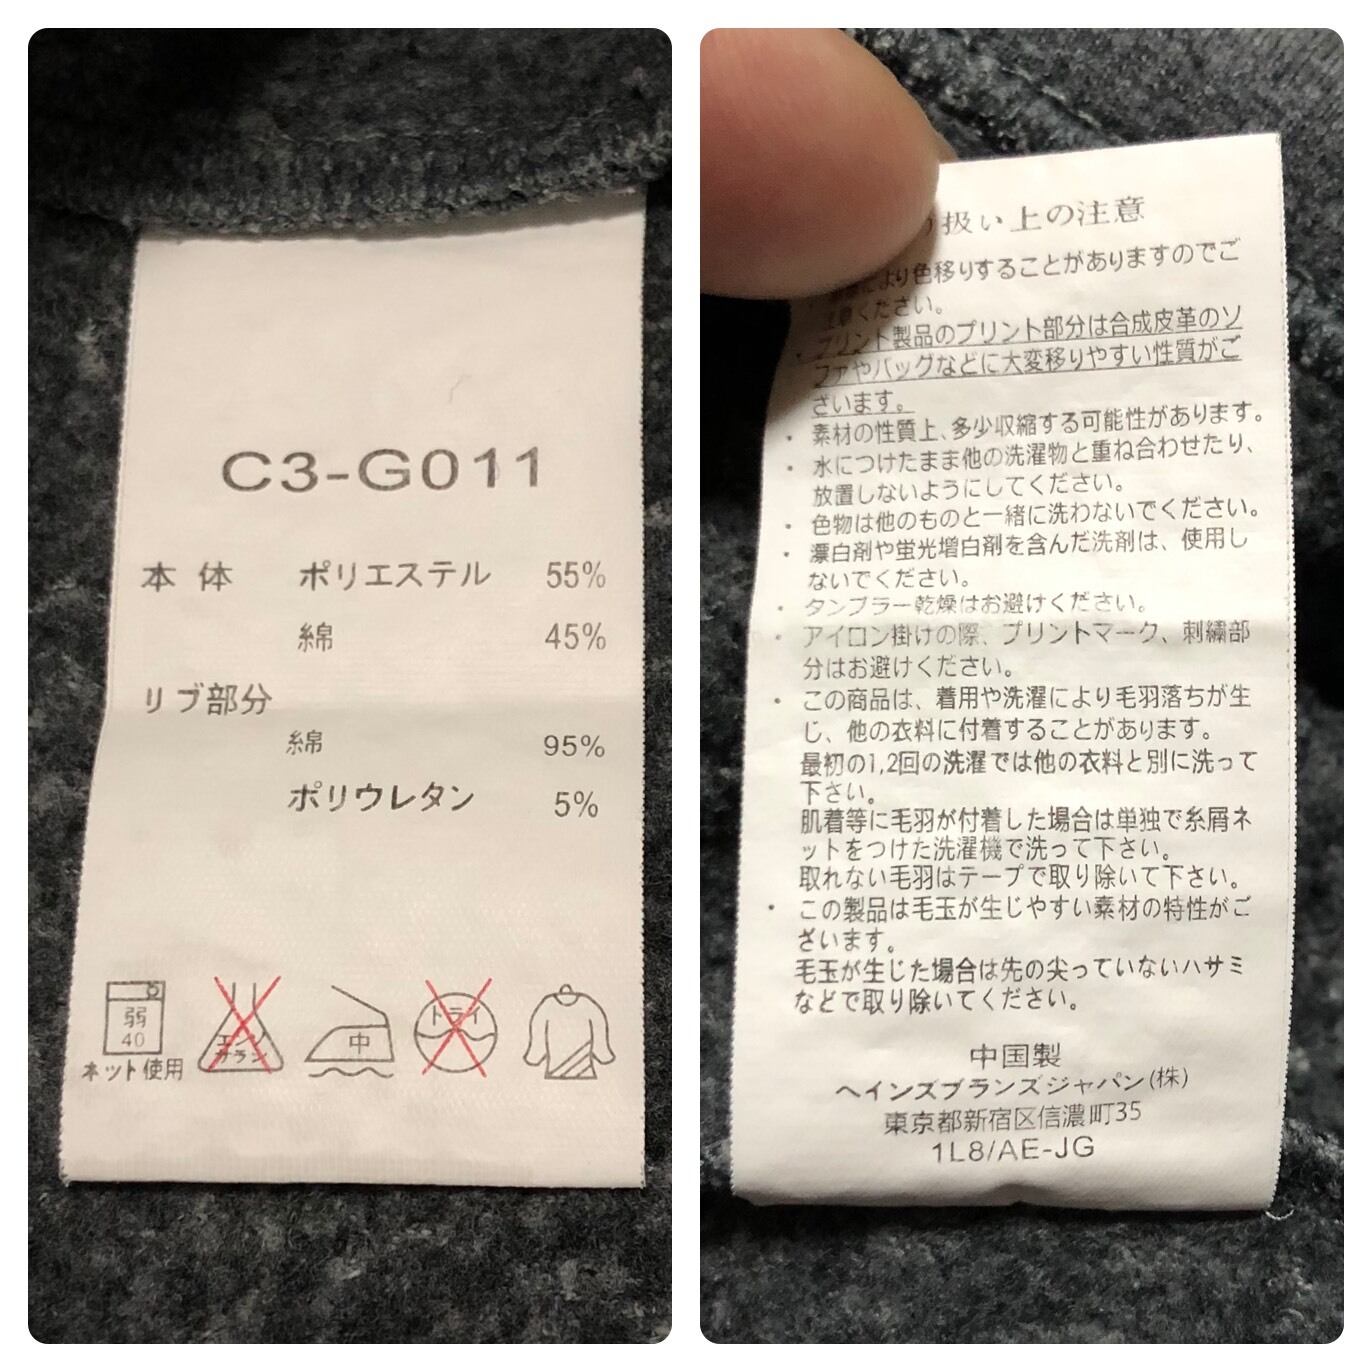 C3-G011
本体 ポリエステル 55%
綿 45%
リブ部分
綿 95%
ポリウレタン 5%
弱
40
ネット使用
エンソ
サラシ
中
ドライ
扱い上の注意
より色移りすることがありますのでご
注意ください。
・プリント製品のプリント部分は合成皮革のソ
ファやバッグなどに大変移りやすい性質がご
ざいます。
・素材の性質上、多少収縮する可能性があります。
・水につけたまま他の洗濯物と重ね合わせたり、
放置しないようにしてください。
・色物は他のものと一緒に洗わないでください。
・漂白剤や蛍光増白剤を含んだ洗剤は、使用し
ないでください。
・タンブラー乾燥はお避けください。
・アイロン掛けの際、プリントマーク、刺繍部
分はお避けください。
・この商品は、着用や洗濯により毛羽落ちが生
じ、他の衣料に付着することがあります。
最初の1,2回の洗濯では他の衣料と別に洗って
下さい。
肌着等に毛羽が付着した場合は単独で糸屑ネ
ットをつけた洗濯機で洗って下さい。
取れない毛羽はテープで取り除いて下さい。
・この製品は毛玉が生じやすい素材の特性がご
ざいます。
毛玉が生じた場合は先の尖っていないハサミ
などで取り除いてください。
中国製
ヘインズブランズジャパン(株)
東京都新宿区信濃町35
1L8/AE-JG